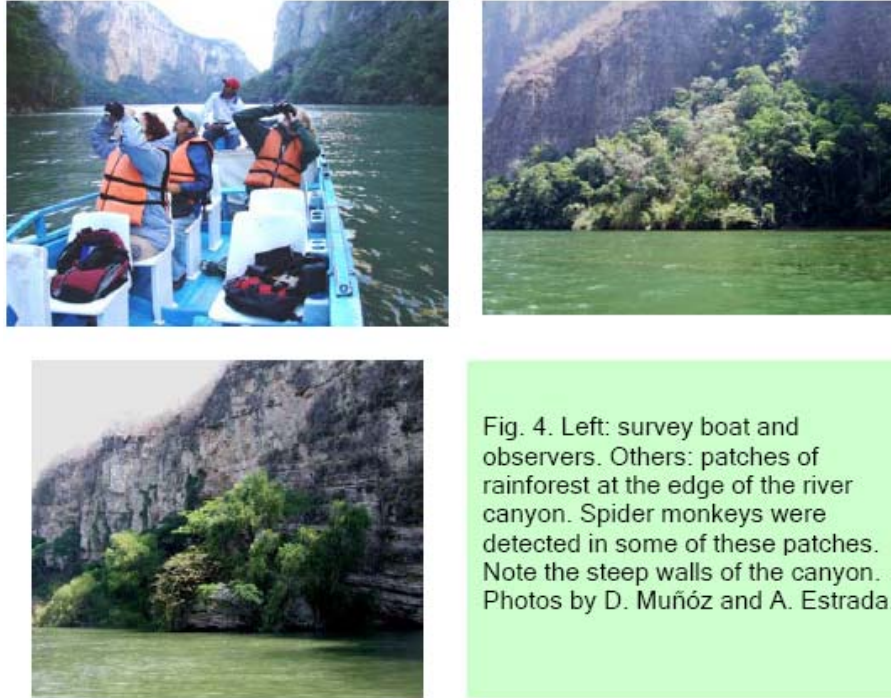 Fig. 4. Left: survey boat and
observers. Others: patches of
rainforest at the edge of the river
canyon. Spider monkeys were
detected in some of these patches.
Note the steep walls of the canyon.
Photos by D. Muñóz and A. Estrada